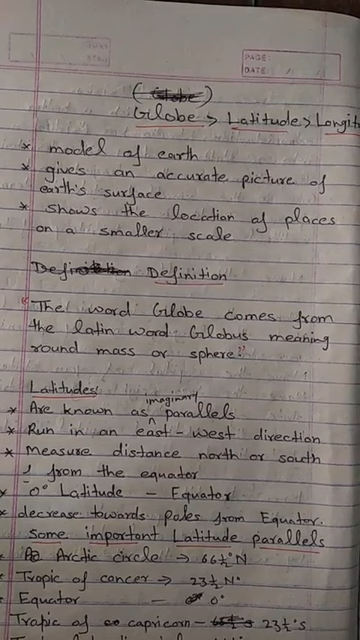 PAGE:
DATE:
(Globe)
Globe > Latitude > Longit
* model of earth
* gives an accurate picture of
earth's surface
* shows the location of places
on a smaller scale
Definition Definition
"The word Globe comes from
the latin word Globus meaning
round mass or sphere."
Latitudes
imaginary
* Are known as parallels
* Run in an east - west direction
* Measure distance north or south
from the equator
* 0° Latitude - Equator
* decrease towards poles from Equator.
Some important Latitude parallels
* Arctic circle → 66½°N
* Tropic of cancer → 23½ N°
* Equator - 0°
Tropic of capricorn - 23½°s